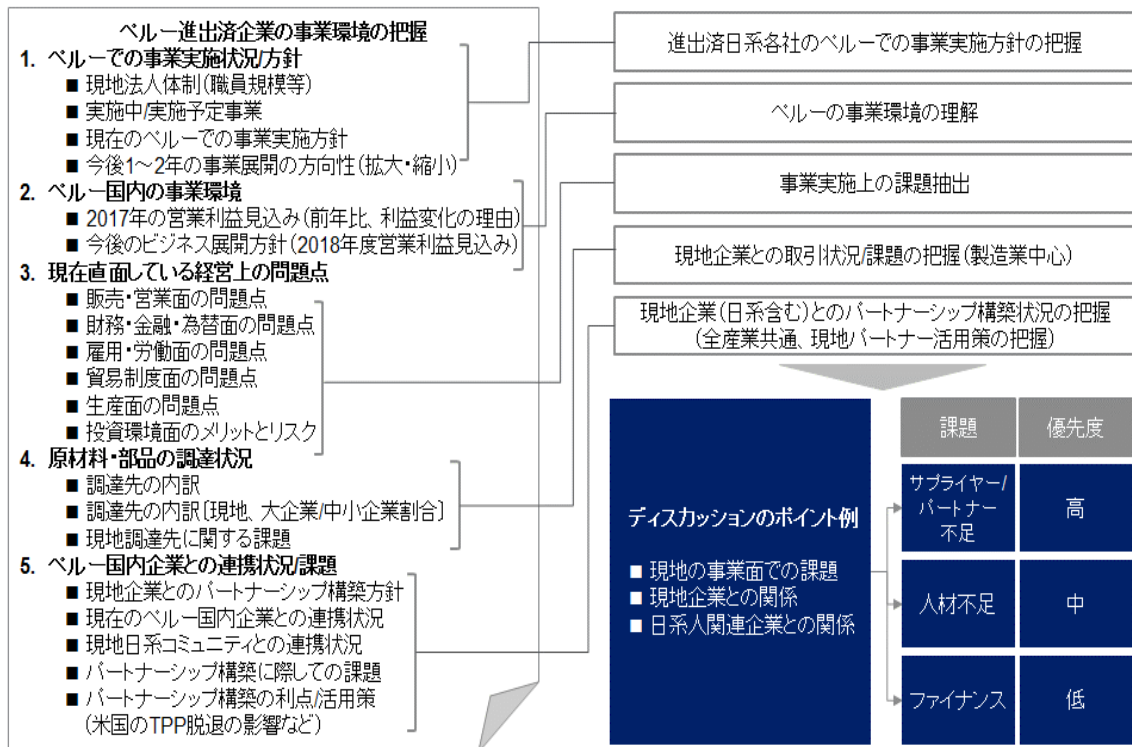 ペルー進出済企業の事業環境の把握
1. ペルーでの事業実施状況/方針
■ 現地法人体制(職員規模等)
■ 実施中/実施予定事業
■ 現在のペルーでの事業実施方針
■ 今後1～2年の事業展開の方向性(拡大・縮小)
2. ペルー国内の事業環境
■ 2017年の営業利益見込み(前年比、利益変化の理由)
■ 今後のビジネス展開方針(2018年度営業利益見込み)
3. 現在直面している経営上の問題点
■ 販売・営業面の問題点
■ 財務・金融・為替面の問題点
■ 雇用・労働面の問題点
■ 貿易制度面の問題点
■ 生産面の問題点
■ 投資環境面のメリットとリスク
4. 原材料・部品の調達状況
■ 調達先の内訳
■ 調達先の内訳〔現地、大企業/中小企業割合〕
■ 現地調達先に関する課題
5. ペルー国内企業との連携状況/課題
■ 現地企業とのパートナーシップ構築方針
■ 現在のペルー国内企業との連携状況
■ 現地日系コミュニティとの連携状況
■ パートナーシップ構築に際しての課題
■ パートナーシップ構築の利点/活用策
(米国のTPP脱退の影響など)
進出済日系各社のペルーでの事業実施方針の把握
ペルーの事業環境の理解
事業実施上の課題抽出
現地企業との取引状況/課題の把握(製造業中心)
現地企業(日系含む)とのパートナーシップ構築状況の把握
(全産業共通、現地パートナー活用策の把握)
ディスカッションのポイント例
■ 現地の事業面での課題
■ 現地企業との関係
■ 日系人関連企業との関係
課題 優先度
サプライヤー/
パートナー
不足
高
人材不足 中
ファイナンス 低